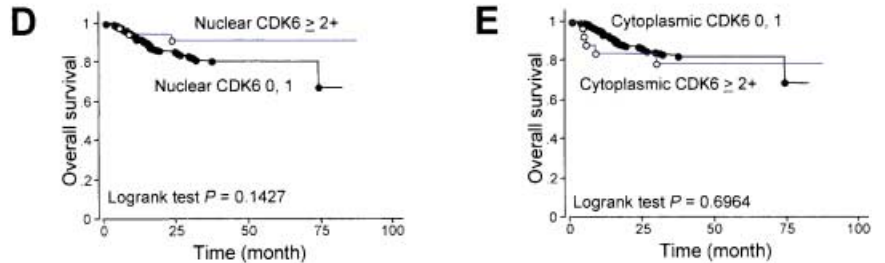 D
Overall survival
1
.8
.6
.4
.2
0
Nuclear CDK6 ≥ 2+
Nuclear CDK6 0, 1
Logrank test P = 0.1427
0 25 50 75 100
Time (month)
E
Overall survival
1
.8
.6
.4
.2
0
Cytoplasmic CDK6 0, 1
Cytoplasmic CDK6 ≥ 2+
Logrank test P = 0.6964
0 25 50 75 100
Time (month)